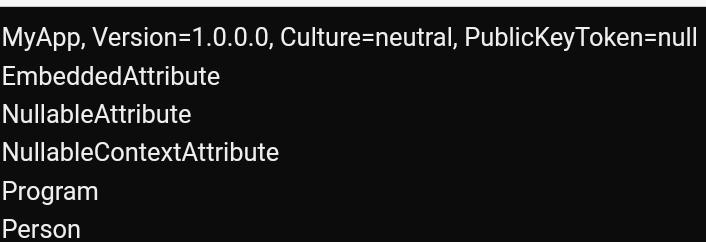 MyApp, Version=1.0.0.0, Culture=neutral, PublicKeyToken=null
EmbeddedAttribute
NullableAttribute
NullableContextAttribute
Program
Person